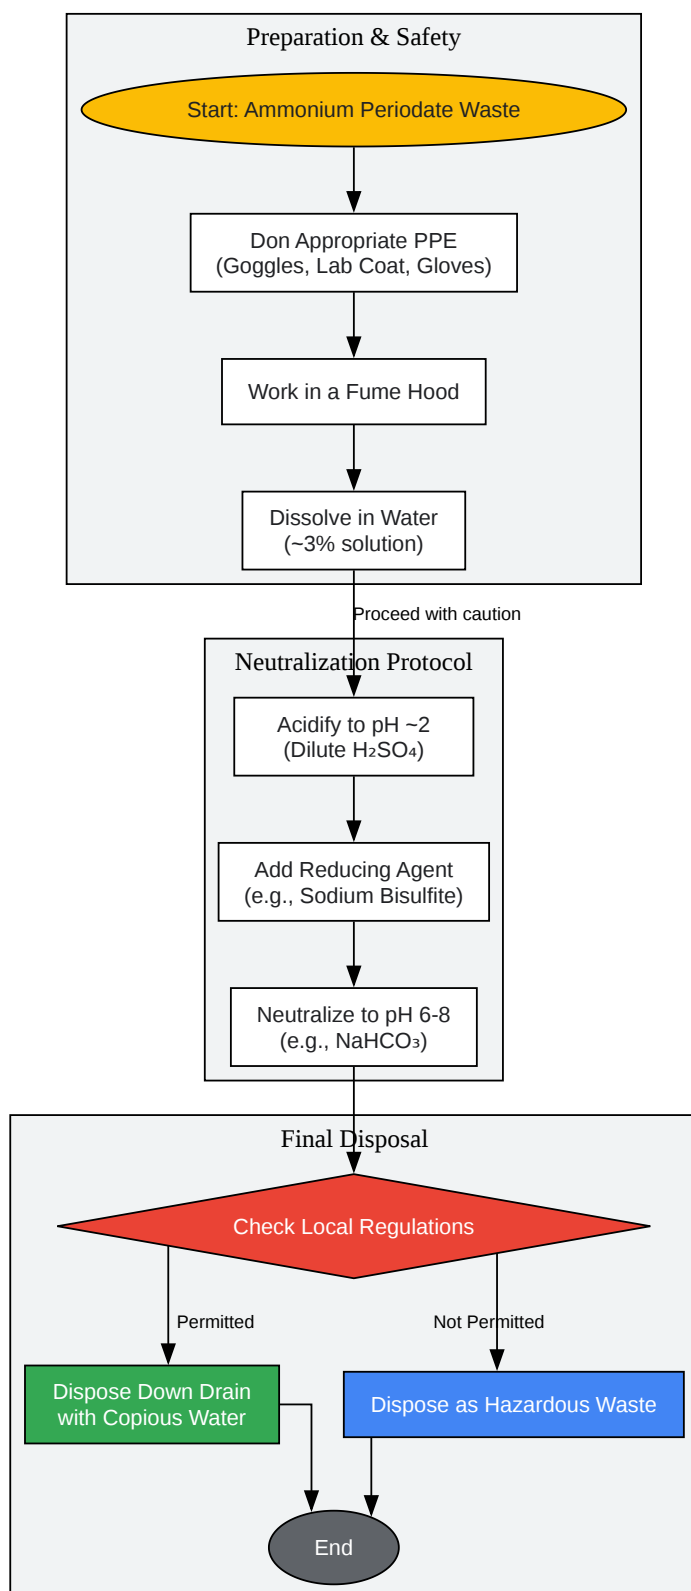 Preparation & Safety
Start: Ammonium Periodate Waste
Don Appropriate PPE
(Goggles, Lab Coat, Gloves)
Work in a Fume Hood
Dissolve in Water
(~3% solution)
Proceed with caution
Neutralization Protocol
Acidify to pH ~2
(Dilute H₂SO₄)
Add Reducing Agent
(e.g., Sodium Bisulfite)
Neutralize to pH 6-8
(e.g., NaHCO₃)
Final Disposal
Check Local Regulations
Permitted
Not Permitted
Dispose Down Drain
with Copious Water
Dispose as Hazardous Waste
End